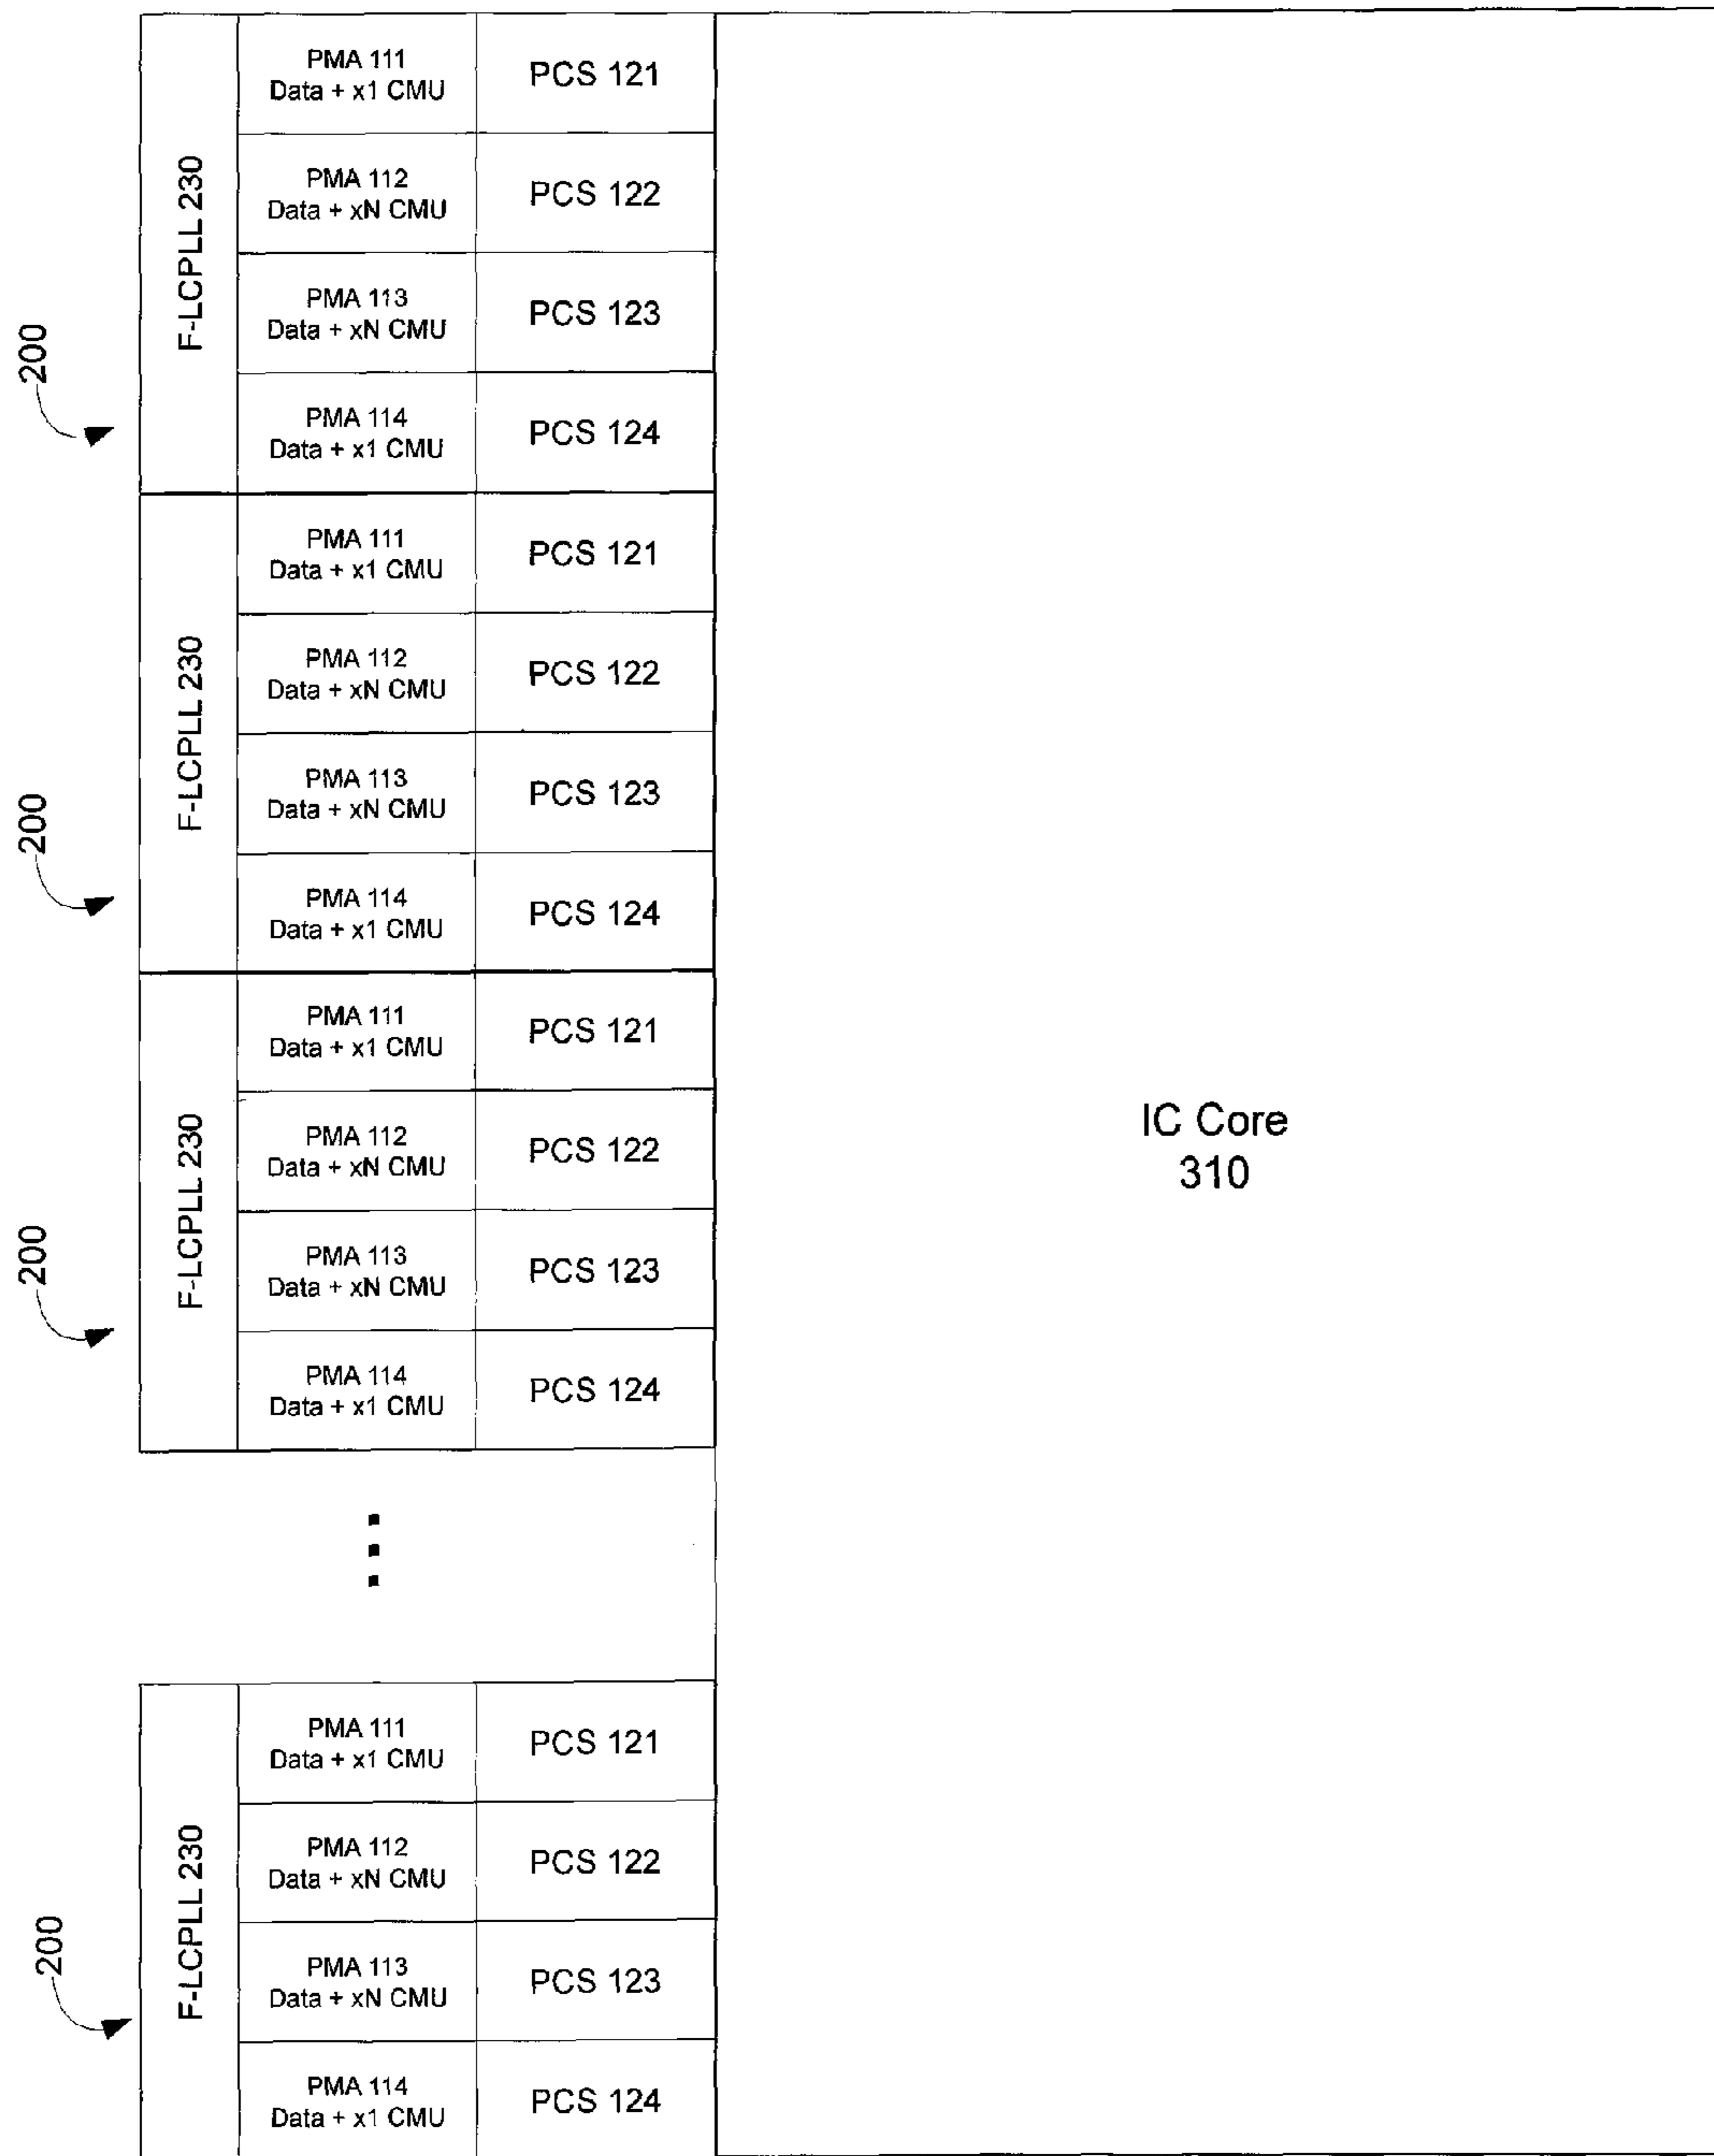 200
F-LCPLL 230
PMA 111
Data + x1 CMU
PCS 121
PMA 112
Data + xN CMU
PCS 122
PMA 113
Data + xN CMU
PCS 123
PMA 114
Data + x1 CMU
PCS 124
200
F-LCPLL 230
PMA 111
Data + x1 CMU
PCS 121
PMA 112
Data + xN CMU
PCS 122
PMA 113
Data + xN CMU
PCS 123
PMA 114
Data + x1 CMU
PCS 124
200
F-LCPLL 230
PMA 111
Data + x1 CMU
PCS 121
PMA 112
Data + xN CMU
PCS 122
PMA 113
Data + xN CMU
PCS 123
PMA 114
Data + x1 CMU
PCS 124
200
F-LCPLL 230
PMA 111
Data + x1 CMU
PCS 121
PMA 112
Data + xN CMU
PCS 122
PMA 113
Data + xN CMU
PCS 123
PMA 114
Data + x1 CMU
PCS 124
IC Core
310